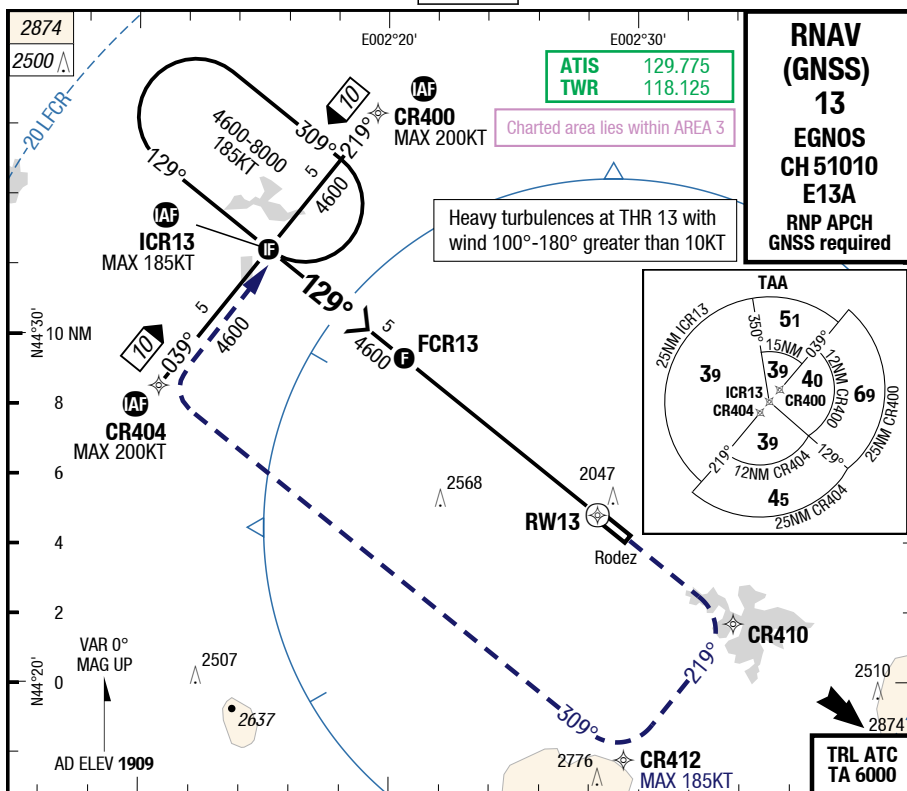 2874
2500
20 LFCR
E002°20'
E002°30'
ATIS 129.775
TWR 118.125
Charted area lies within AREA 3
RNAV
(GNSS)
13
EGNOS
CH 51010
E13A
RNP APCH
GNSS required
10
IAF
CR400
MAX 200KT
219°
309°
4600-8000
185KT
129°
5
4600
IAF
ICR13
MAX 185KT
IF
Heavy turbulences at THR 13 with
wind 100°-180° greater than 10KT
129°
5
4600
F
FCR13
N44°30'
10 NM
8
6
4
2
0
N44°20'
5
4600
039°
10
IAF
CR404
MAX 200KT
TAA
25NM ICR13
350°
51
15NM
039°
39
39
40
12NM CR400
69
25NM CR400
ICR13
CR404
CR400
39
219°
129°
12NM CR404
45
25NM CR404
2568
2047
RW13
Rodez
CR410
219°
309°
CR412
MAX 185KT
2776
2510
2874
VAR 0°
MAG UP
2507
2637
AD ELEV 1909
TRL ATC
TA 6000